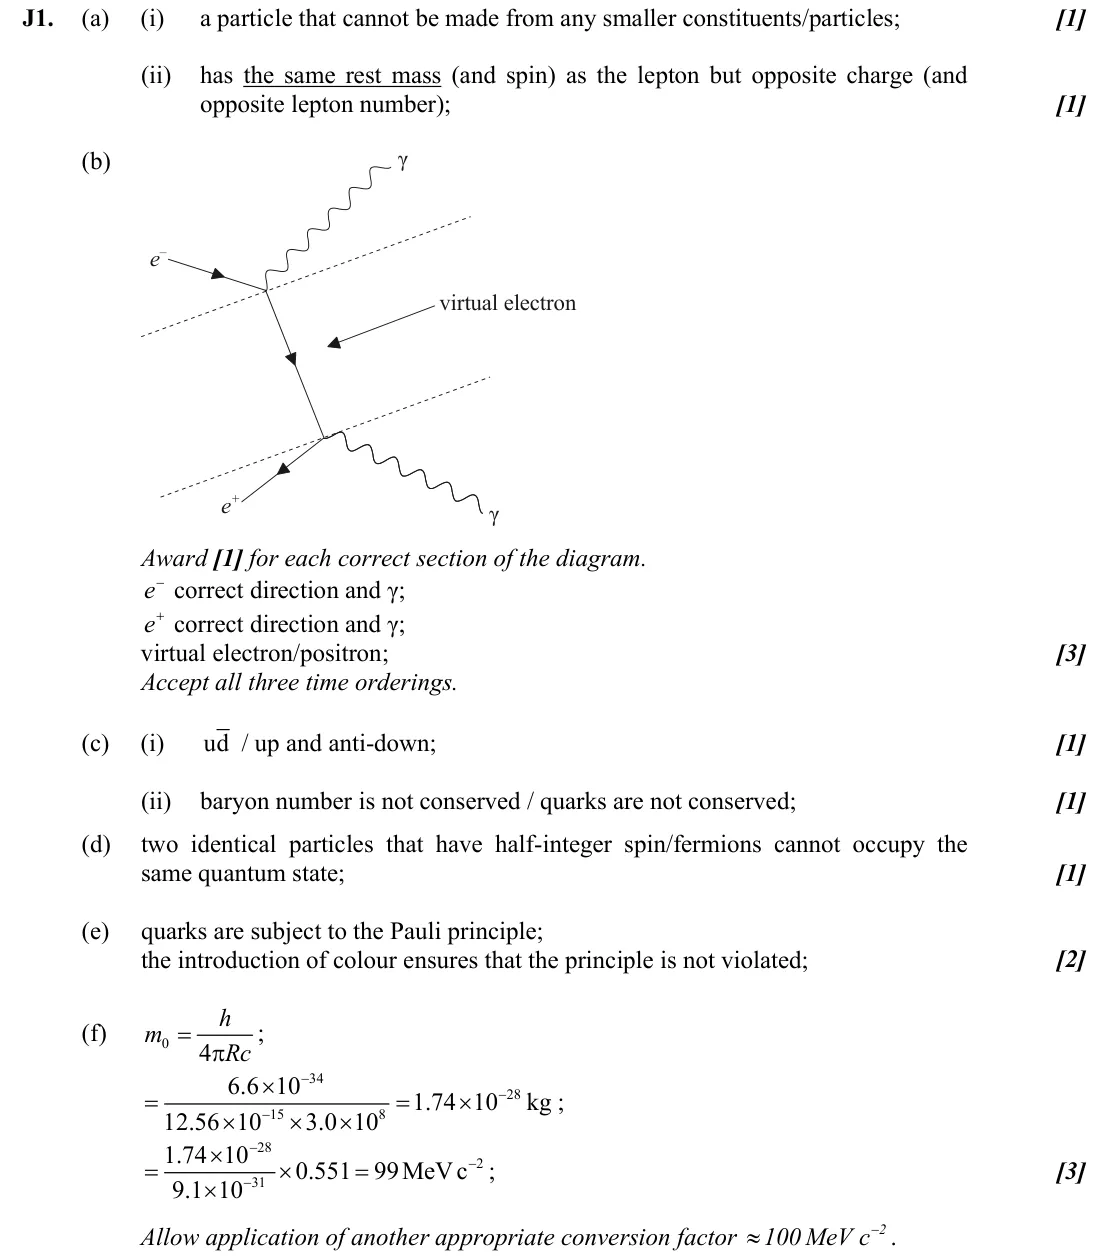 J1. (a) (i) a particle that cannot be made from any smaller constituents/particles; [1]
(ii) has the same rest mass (and spin) as the lepton but opposite charge (and
opposite lepton number); [1]
(b)
γ
e⁻
virtual electron
e⁺
γ
Award [1] for each correct section of the diagram.
e⁻ correct direction and γ;
e⁺ correct direction and γ;
virtual electron/positron; [3]
Accept all three time orderings.
(c) (i) ud̅ / up and anti-down; [1]
(ii) baryon number is not conserved / quarks are not conserved; [1]
(d) two identical particles that have half-integer spin/fermions cannot occupy the
same quantum state; [1]
(e) quarks are subject to the Pauli principle;
the introduction of colour ensures that the principle is not violated; [2]
(f) m₀ = h / 4πRc ;
= 6.6×10⁻³⁴ / 12.56×10⁻¹⁵ ×3.0×10⁸ = 1.74×10⁻²⁸ kg ;
= 1.74×10⁻²⁸ / 9.1×10⁻³¹ ×0.551 = 99 MeV c⁻² ; [3]
Allow application of another appropriate conversion factor ≈100 MeV c⁻² .